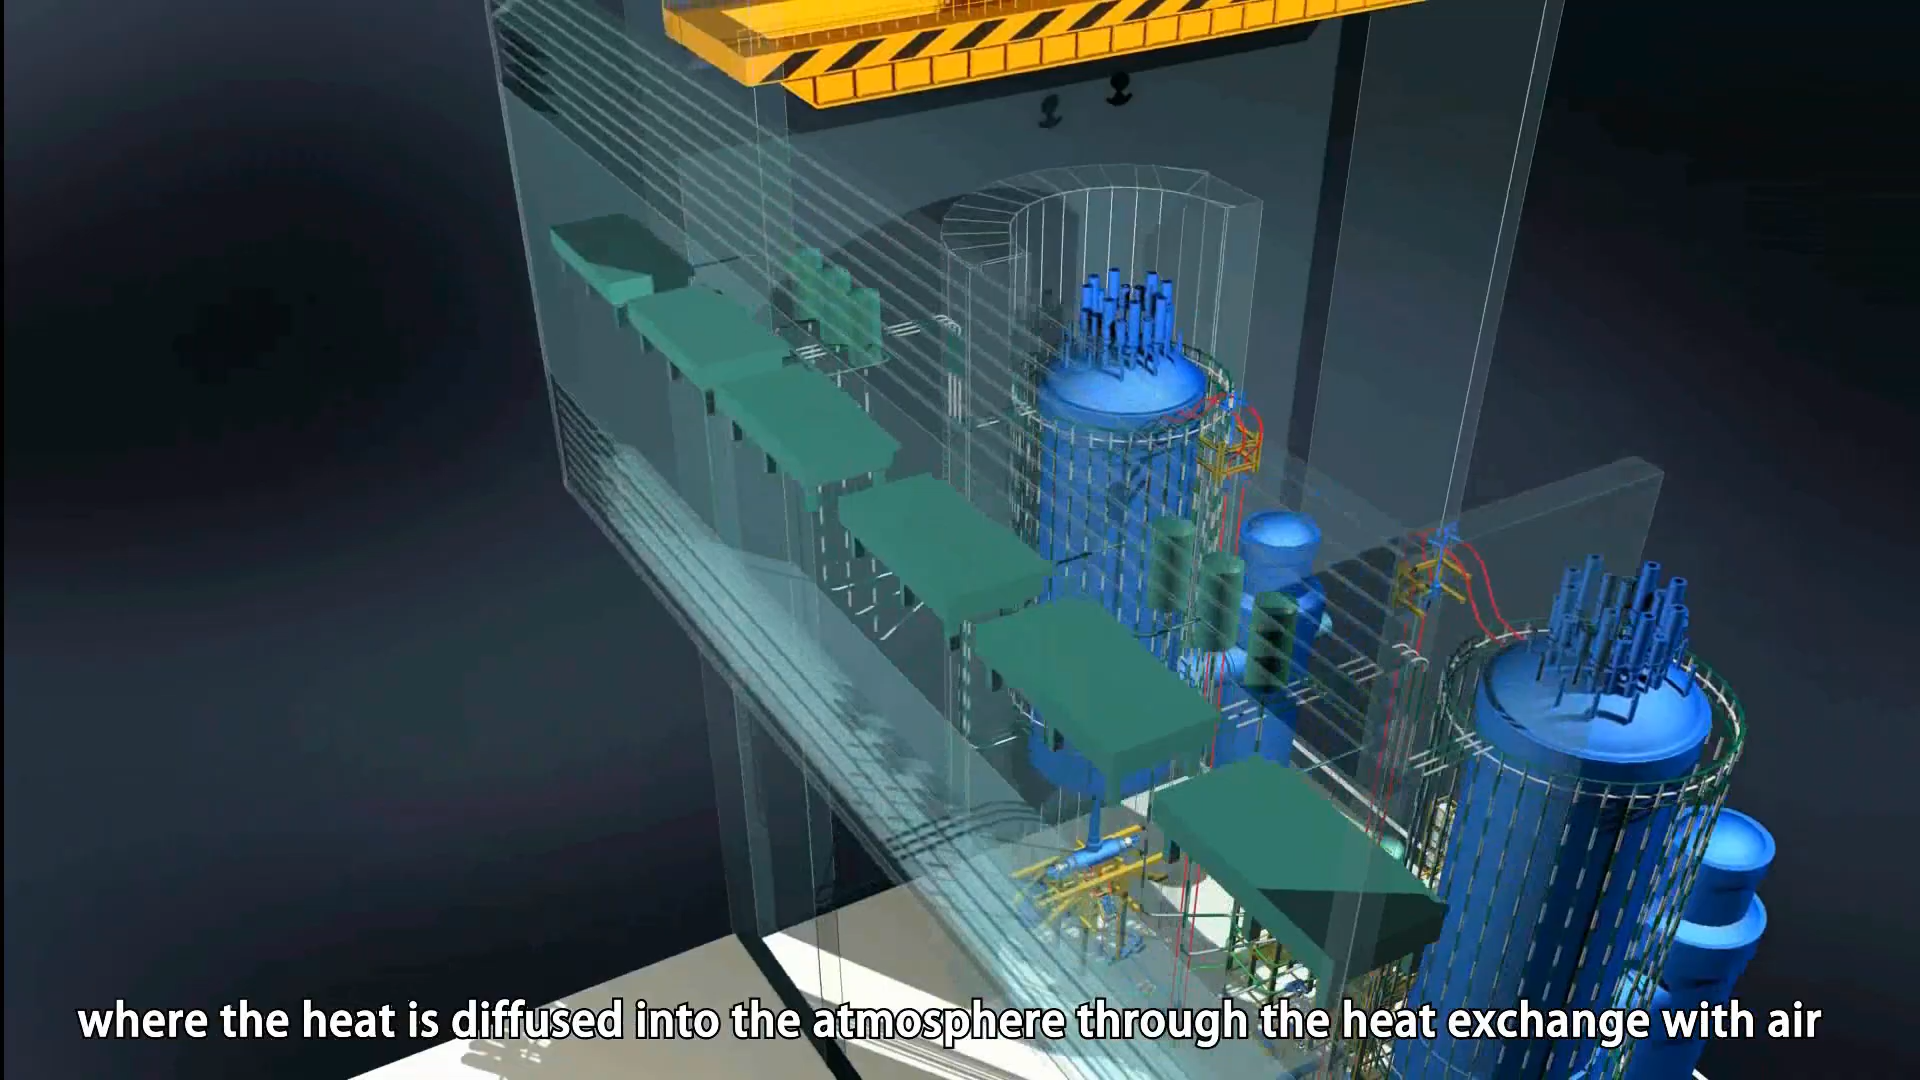 where the heat is diffused into the atmosphere through the heat exchange with air